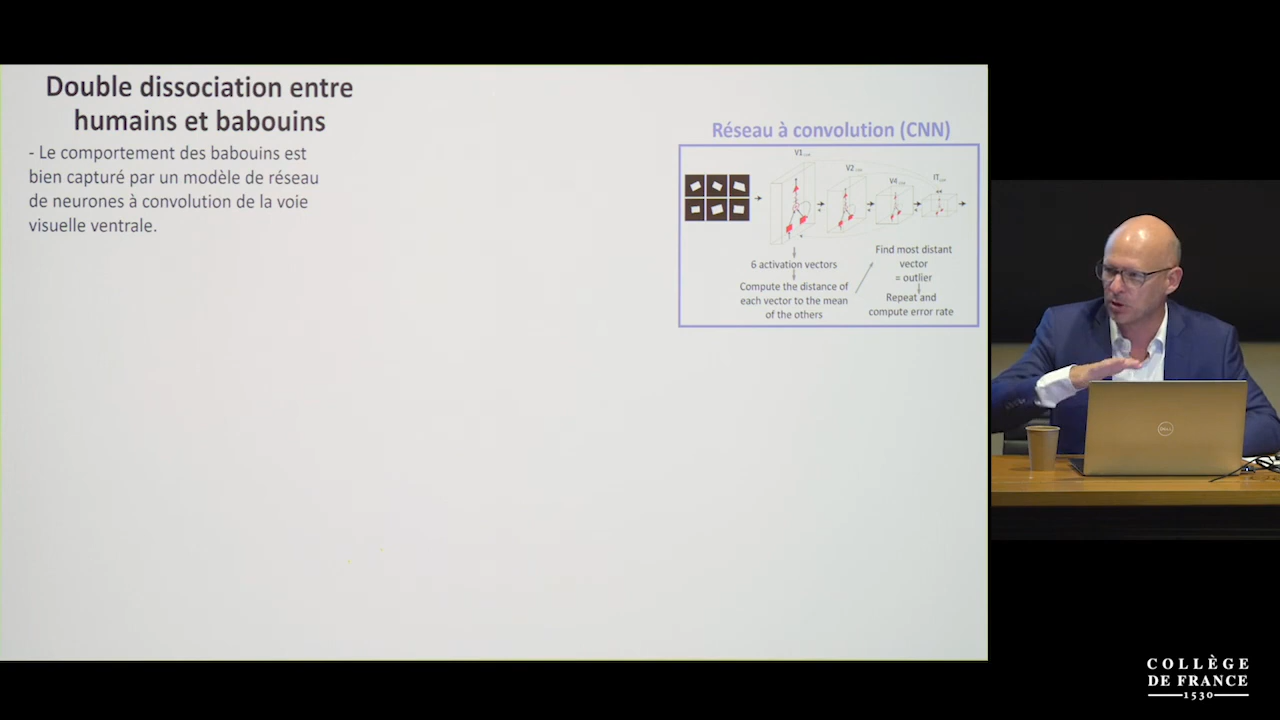 Double dissociation entre
humains et babouins
- Le comportement des babouins est
bien capturé par un modèle de réseau
de neurones à convolution de la voie
visuelle ventrale.
Réseau à convolution (CNN)
V1
V2
V4
IT
6 activation vectors
Compute the distance of
each vector to the mean
of the others
Find most distant
vector
= outlier
Repeat and
compute error rate
DELL
COLLÈGE
DE FRANCE
1530